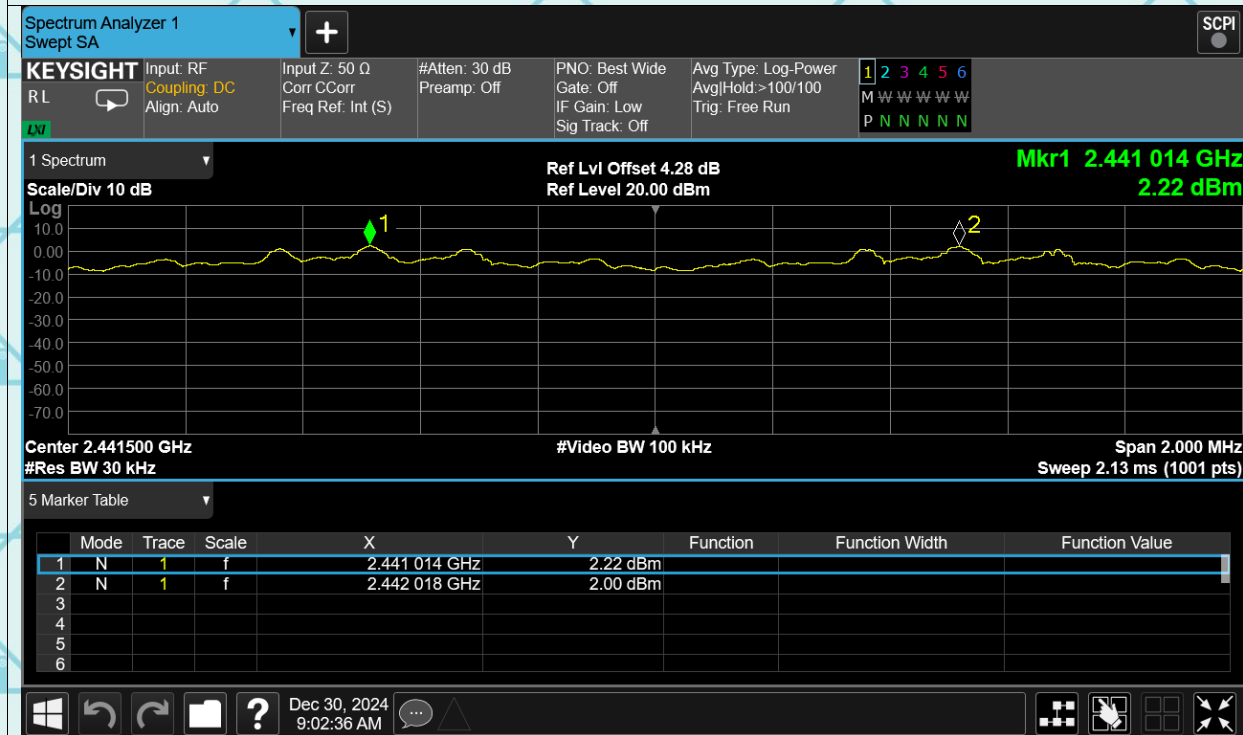 Spectrum Analyzer 1
Swept SA
+
SCPI
KEYSIGHT
RL
LXI
Input: RF
Coupling: DC
Align: Auto
Input Z: 50 Ω
Corr CCorr
Freq Ref: Int (S)
#Atten: 30 dB
Preamp: Off
PNO: Best Wide
Gate: Off
IF Gain: Low
Sig Track: Off
Avg Type: Log-Power
Avg|Hold:>100/100
Trig: Free Run
1 2 3 4 5 6
M W W W W W
P N N N N N N
1 Spectrum
Scale/Div 10 dB
Ref Lvl Offset 4.28 dB
Ref Level 20.00 dBm
Mkr1 2.441 014 GHz
2.22 dBm
Log
1
2
10.0
0.00
-10.0
-20.0
-30.0
-40.0
-50.0
-60.0
-70.0
Center 2.441500 GHz
#Video BW 100 kHz
Span 2.000 MHz
#Res BW 30 kHz
Sweep 2.13 ms (1001 pts)
5 Marker Table
Mode Trace Scale X Y Function Function Width Function Value
1 N 1 f 2.441 014 GHz 2.22 dBm
2 N 1 f 2.442 018 GHz 2.00 dBm
3
4
5
6
?
Dec 30, 2024
9:02:36 AM